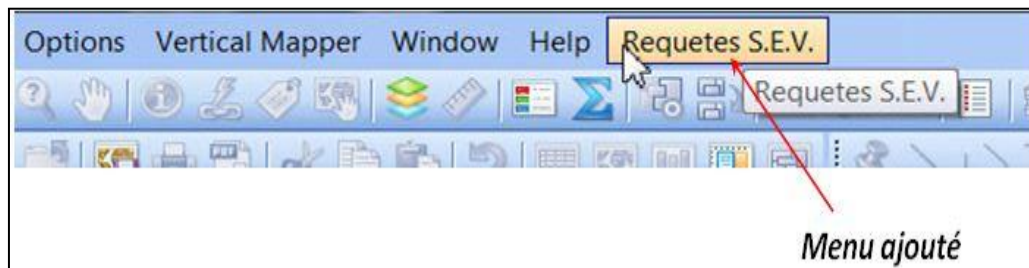 Options Vertical Mapper Window Help Requetes S.E.V.
Requetes S.E.V.
Menu ajouté